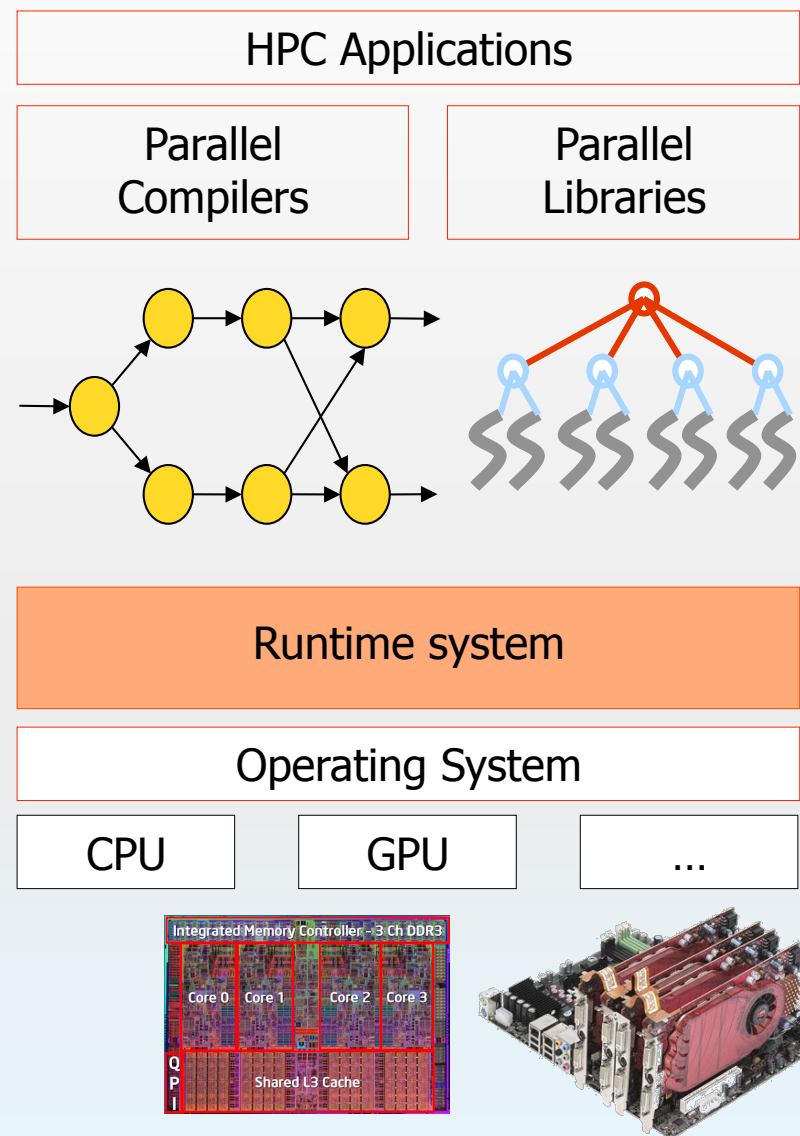 HPC Applications
Parallel
Compilers
Parallel
Libraries
Runtime system
Operating System
CPU
GPU
...
Integrated Memory Controller - 3 Ch DDR3
Core 0
Core 1
Core 2
Core 3
Q
P
I
Shared L3 Cache